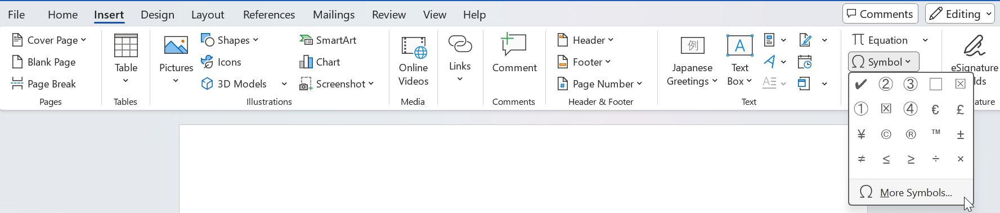 File Home Insert Design Layout References Mailings Review View Help Comments Editing
Cover Page
Blank Page
Page Break
Pages
Table
Tables
Pictures
Shapes
Icons
3D Models
SmartArt
Chart
Screenshot
Illustrations
Online
Videos
Media
Links
Comment
Comments
Header
Footer
Page Number
Header & Footer
例
Japanese
Greetings
A
Text
Box
Text
π Equation
Ω Symbol
eSignature
lds
ature
✔ ② ③ □ ☒
① ☒ ④ € £
¥ © ® ™ ±
≠ ≤ ≥ ÷ ×
Ω More Symbols...